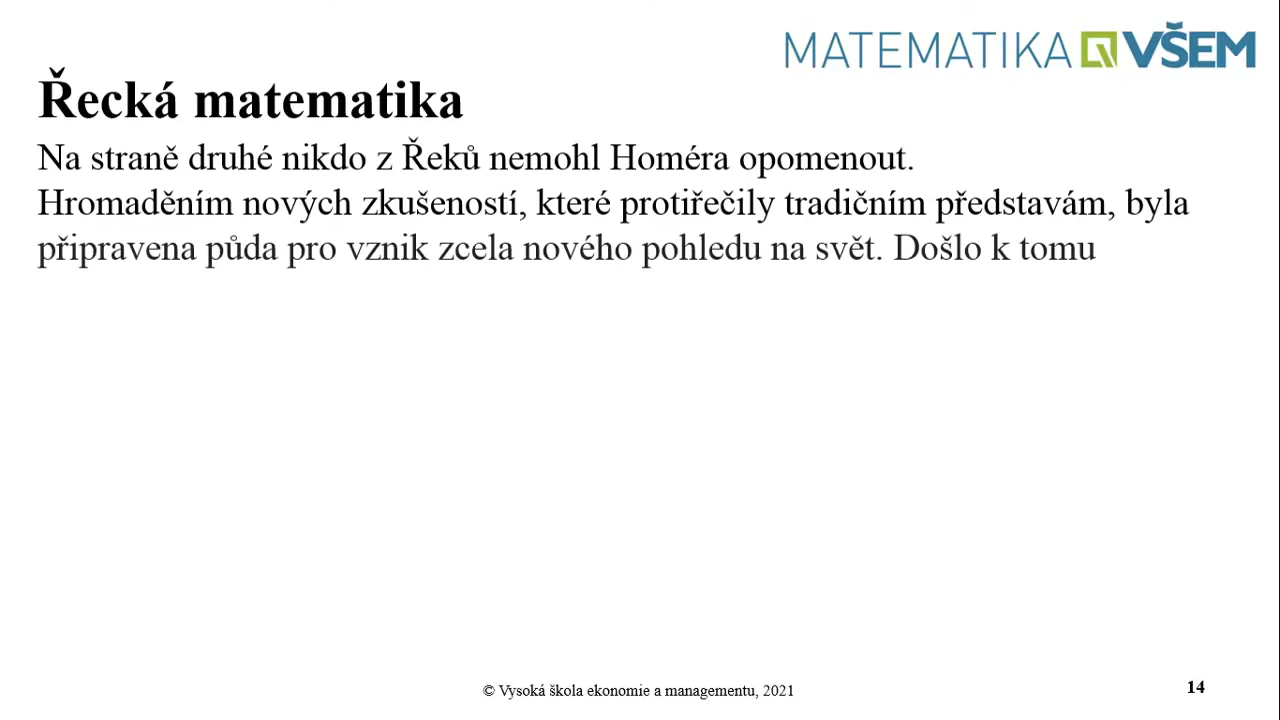 MATEMATIKA VŠEM
Řecká matematika
Na straně druhé nikdo z Řeků nemohl Homéra opomenout.
Hromaděním nových zkušeností, které protiřečily tradičním představám, byla
připravena půda pro vznik zcela nového pohledu na svět. Došlo k tomu
© Vysoká škola ekonomie a managementu, 2021
14